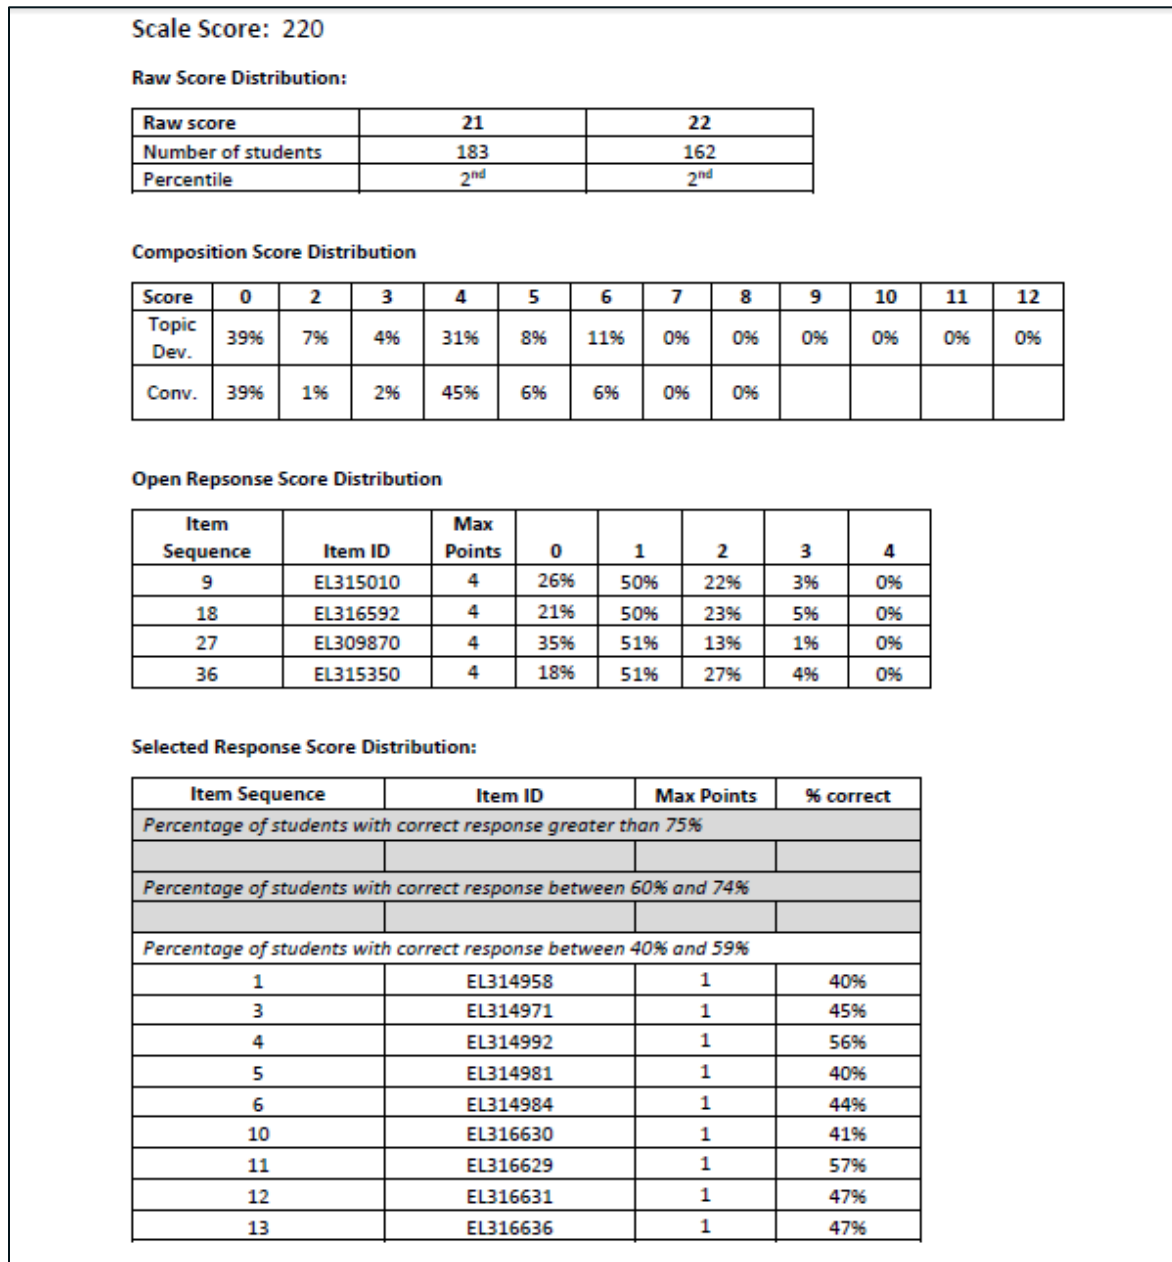 Scale Score: 220
Raw Score Distribution:
Raw score 21 22
Number of students 183 162
Percentile 2nd 2nd
Composition Score Distribution
Score 0 2 3 4 5 6 7 8 9 10 11 12
Topic Dev. 39% 7% 4% 31% 8% 11% 0% 0% 0% 0% 0% 0%
Conv. 39% 1% 2% 45% 6% 6% 0% 0%
Open Repsonse Score Distribution
Item Sequence Item ID Max Points 0 1 2 3 4
9 EL315010 4 26% 50% 22% 3% 0%
18 EL316592 4 21% 50% 23% 5% 0%
27 EL309870 4 35% 51% 13% 1% 0%
36 EL315350 4 18% 51% 27% 4% 0%
Selected Response Score Distribution:
Item Sequence Item ID Max Points % correct
Percentage of students with correct response greater than 75%
Percentage of students with correct response between 60% and 74%
Percentage of students with correct response between 40% and 59%
1 EL314958 1 40%
3 EL314971 1 45%
4 EL314992 1 56%
5 EL314981 1 40%
6 EL314984 1 44%
10 EL316630 1 41%
11 EL316629 1 57%
12 EL316631 1 47%
13 EL316636 1 47%